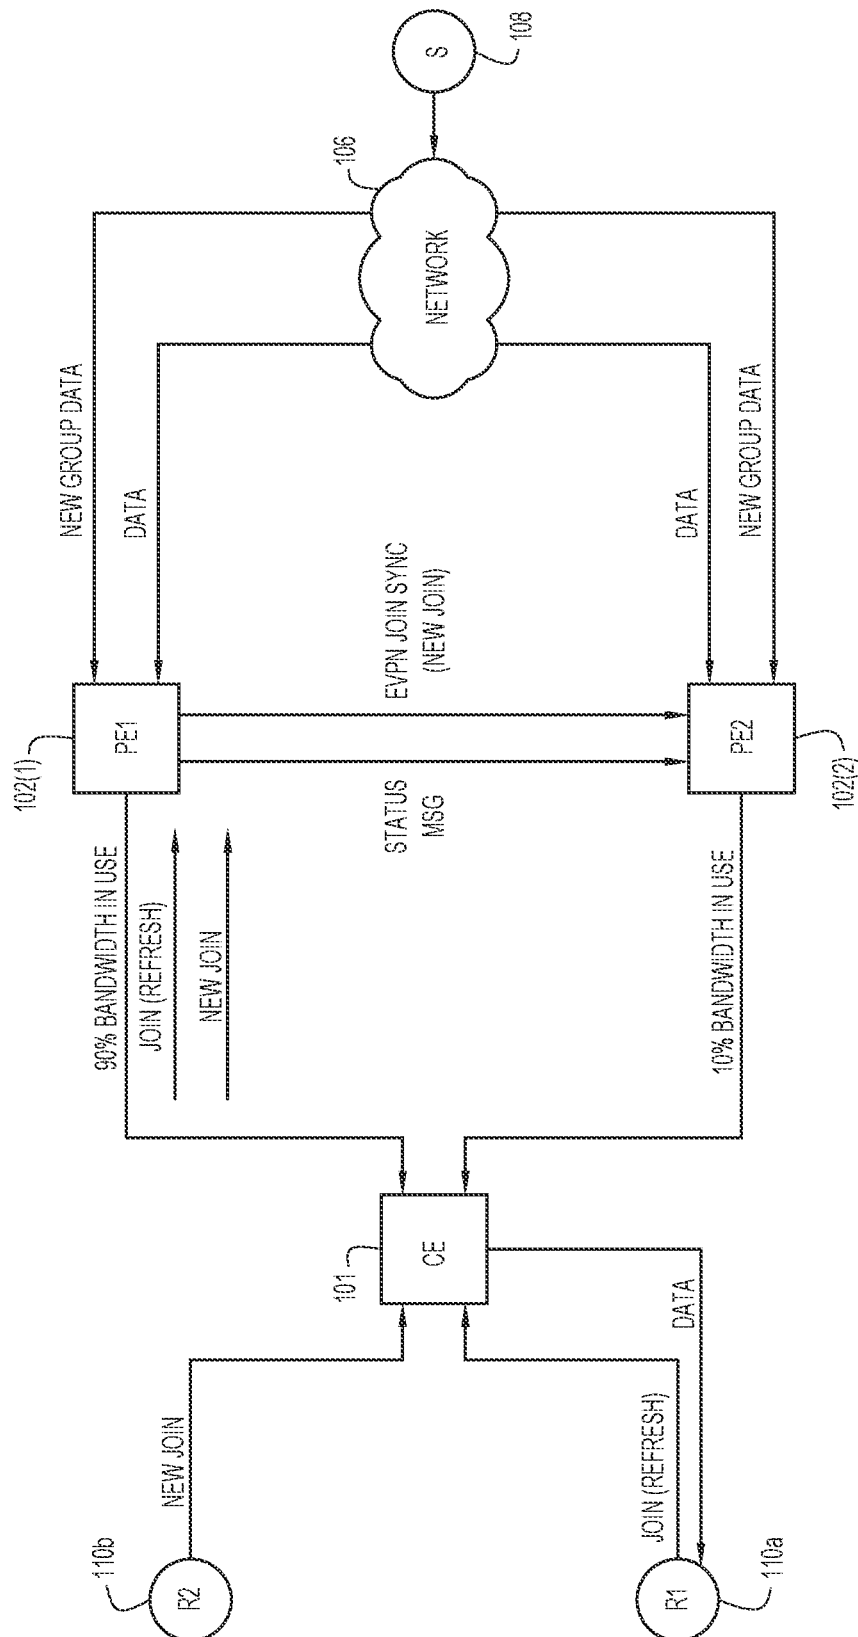 R2
110b
NEW JOIN
R1
110a
JOIN (REFRESH)
DATA
CE
101
90% BANDWIDTH IN USE
JOIN (REFRESH)
NEW JOIN
10% BANDWIDTH IN USE
PE1
102(1)
STATUS
MSG
EVPN JOIN SYNC
(NEW JOIN)
PE2
102(2)
NEW GROUP DATA
DATA
DATA
NEW GROUP DATA
NETWORK
106
S
108